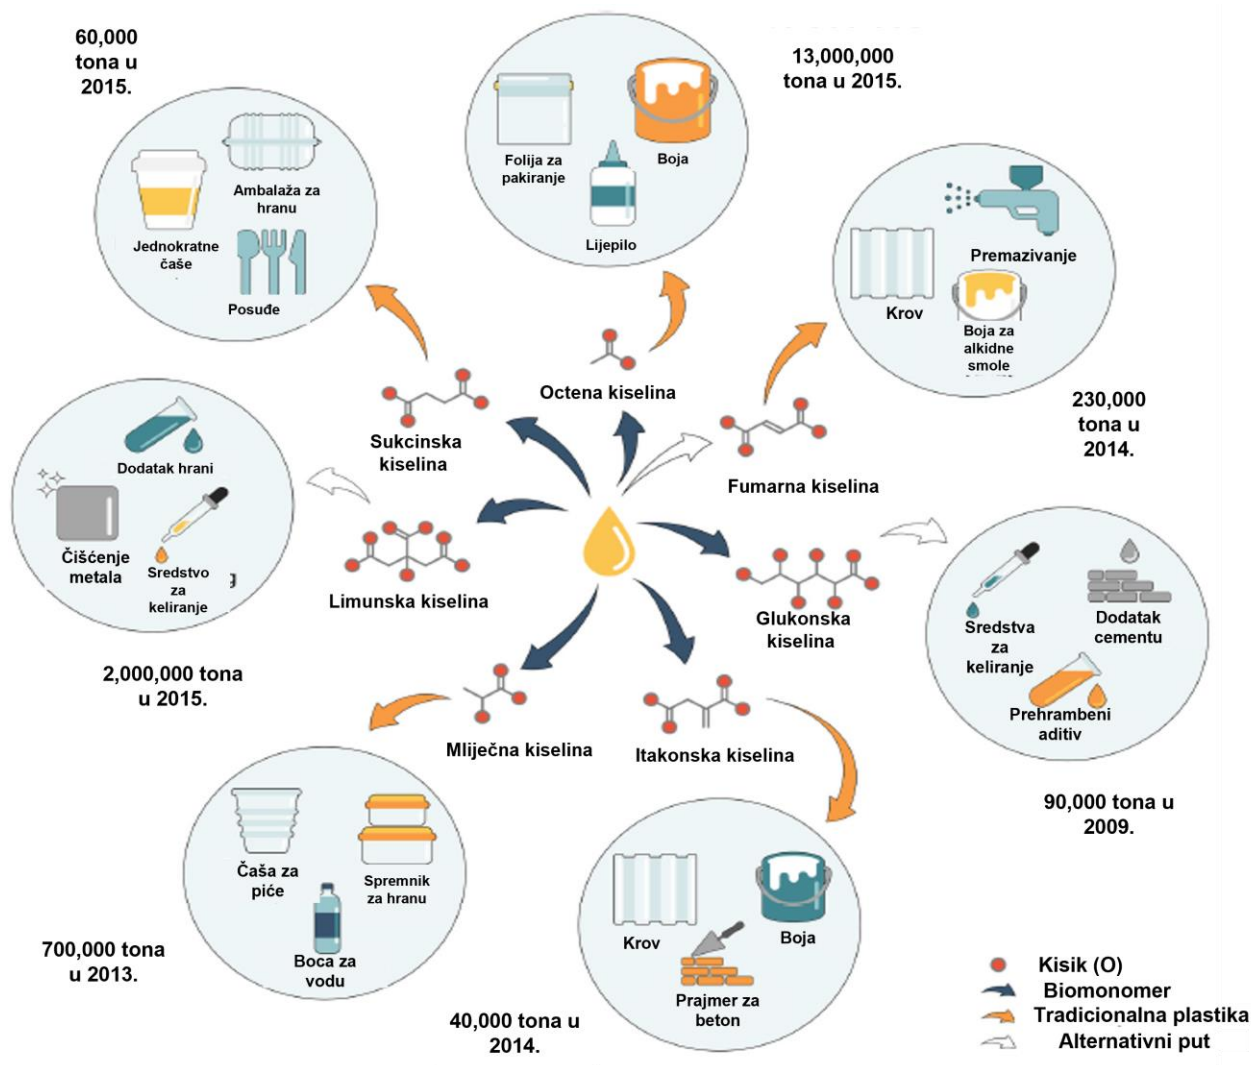 60,000
tona u
2015.
Ambalaža za
hranu
Jednokratne
čaše
Posuđe
Folija za
pakiranje
Boja
Lijepilo
13,000,000
tona u 2015.
Premazivanje
Krov
Boja za
alkidne
smole
230,000
tona u
2014.
Octena kiselina
Sukcinska
kiselina
Fumarna kiselina
Dodatak hrani
Čišćenje
metala
Sredstvo
za
keliranje
2,000,000 tona
u 2015.
Limunska kiselina
Glukonska
kiselina
Sredstva
za
keliranje
Dodatak
cementu
Prehrambeni
aditiv
90,000 tona u
2009.
Mliječna kiselina
Itakonska kiselina
Čaša za
piće
Spremnik
za hranu
Boca za
vodu
700,000 tona
u 2013.
Krov
Boja
Prajmer za
beton
40,000 tona u
2014.
Kisik (O)
Biomonomer
Tradicionalna plastika
Alternativni put